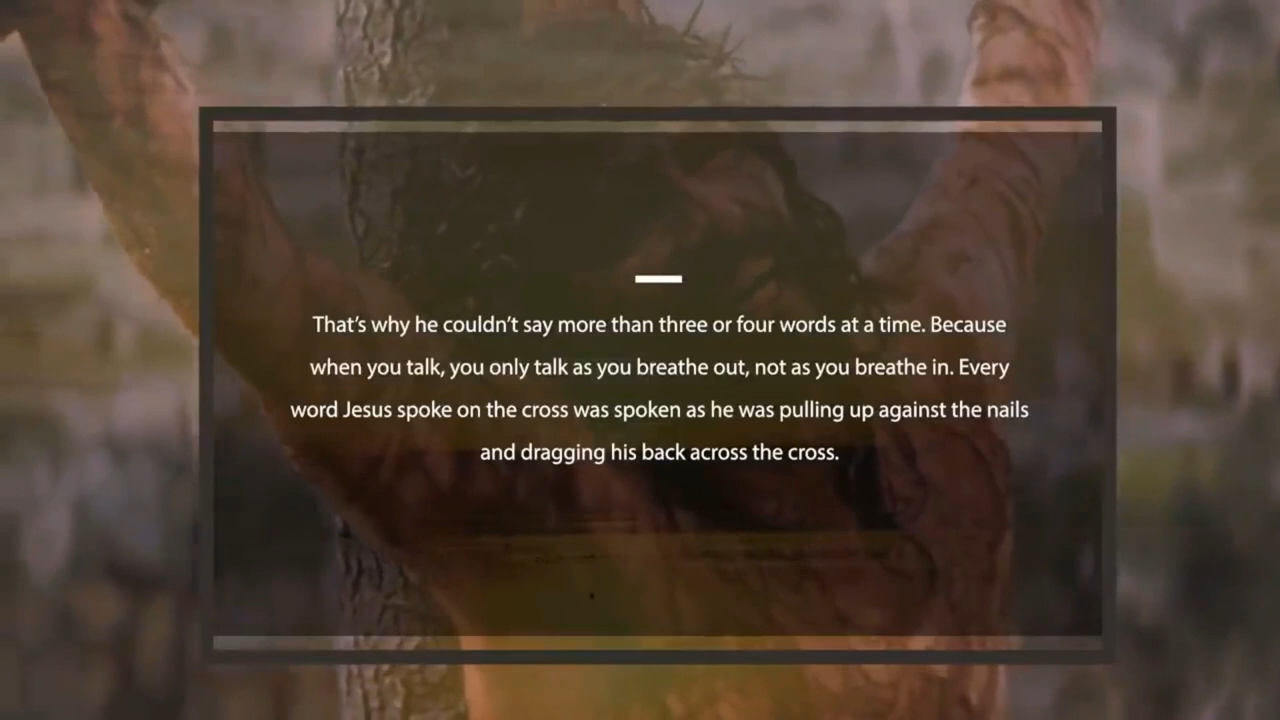 That’s why he couldn’t say more than three or four words at a time. Because
when you talk, you only talk as you breathe out, not as you breathe in. Every
word Jesus spoke on the cross was spoken as he was pulling up against the nails
and dragging his back across the cross.